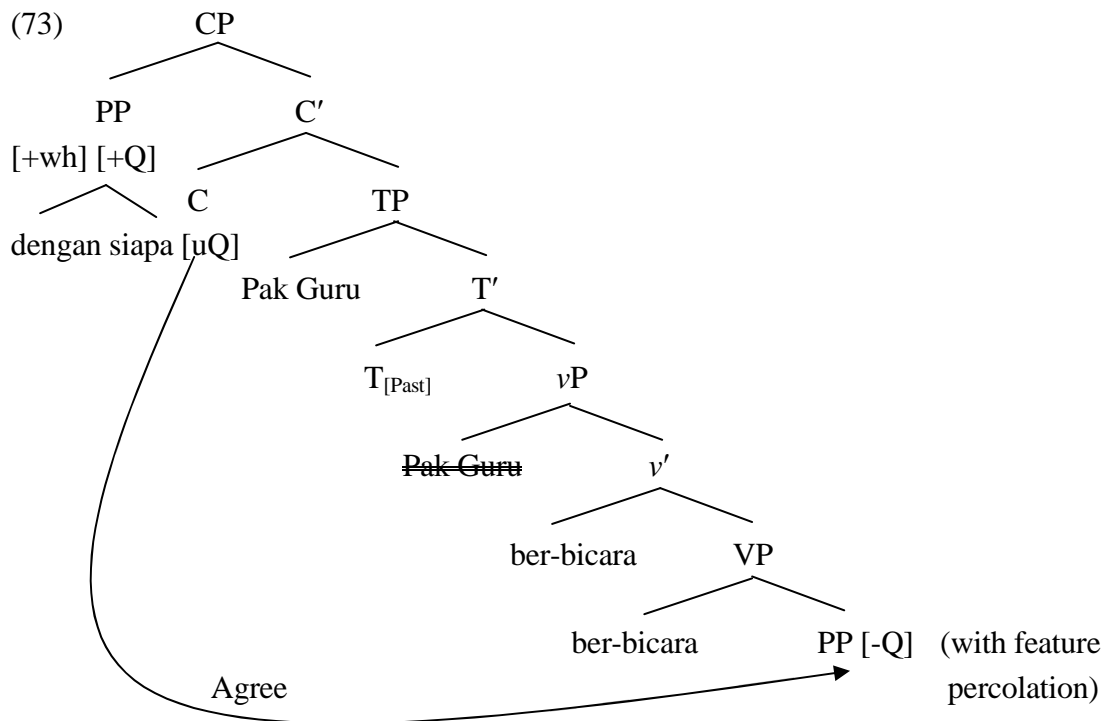 (73) CP
PP C′
[+wh] [+Q]
C TP
dengan siapa [uQ]
Pak Guru T′
T[Past] vP
Pak Guru v′
ber-bicara VP
ber-bicara PP [-Q] (with feature
Agree percolation)